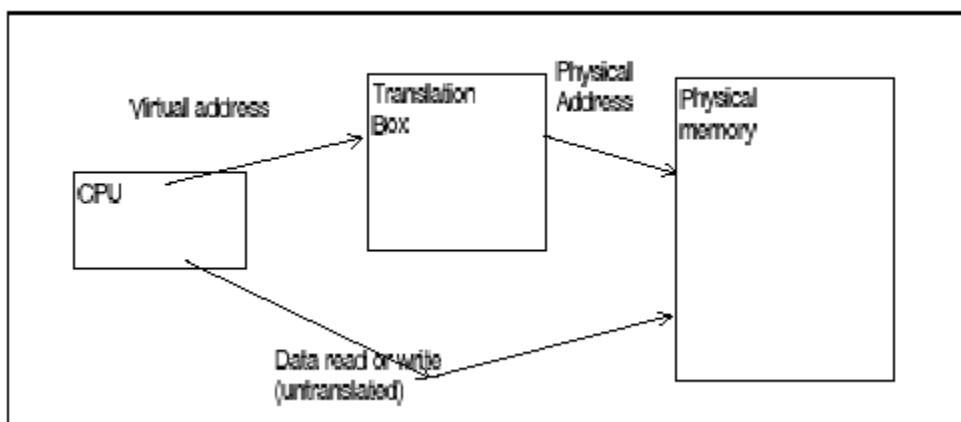 Virtual address
Translation
Box
Physical
Address
Physical
memory
CPU
Data read or write
(untranslated)